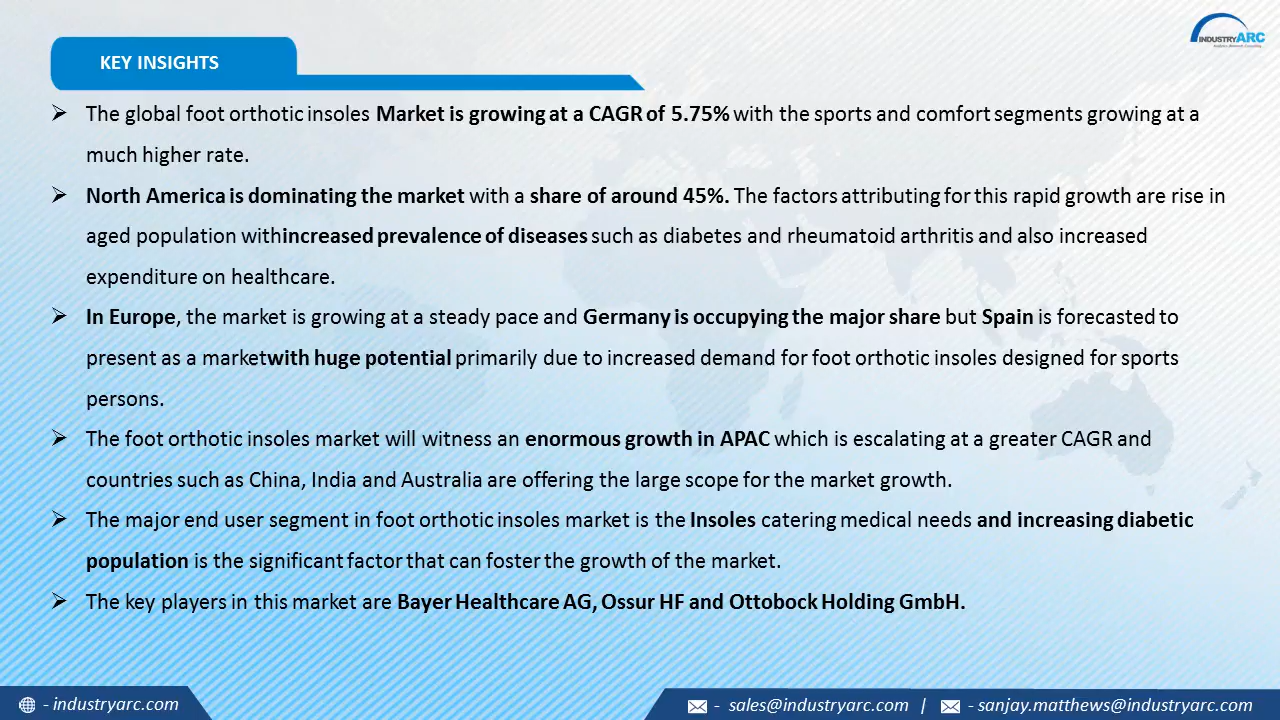 INDUSTRYARC
KEY INSIGHTS
The global foot orthotic insoles Market is growing at a CAGR of 5.75% with the sports and comfort segments growing at a
much higher rate.
North America is dominating the market with a share of around 45%. The factors attributing for this rapid growth are rise in
aged population withincreased prevalence of diseases such as diabetes and rheumatoid arthritis and also increased
expenditure on healthcare.
In Europe, the market is growing at a steady pace and Germany is occupying the major share but Spain is forecasted to
present as a marketwith huge potential primarily due to increased demand for foot orthotic insoles designed for sports
persons.
The foot orthotic insoles market will witness an enormous growth in APAC which is escalating at a greater CAGR and
countries such as China, India and Australia are offering the large scope for the market growth.
The major end user segment in foot orthotic insoles market is the Insoles catering medical needs and increasing diabetic
population is the significant factor that can foster the growth of the market.
The key players in this market are Bayer Healthcare AG, Ossur HF and Ottobock Holding GmbH.
- industryarc.com
- sales@industryarc.com | - sanjay.matthews@industryarc.com